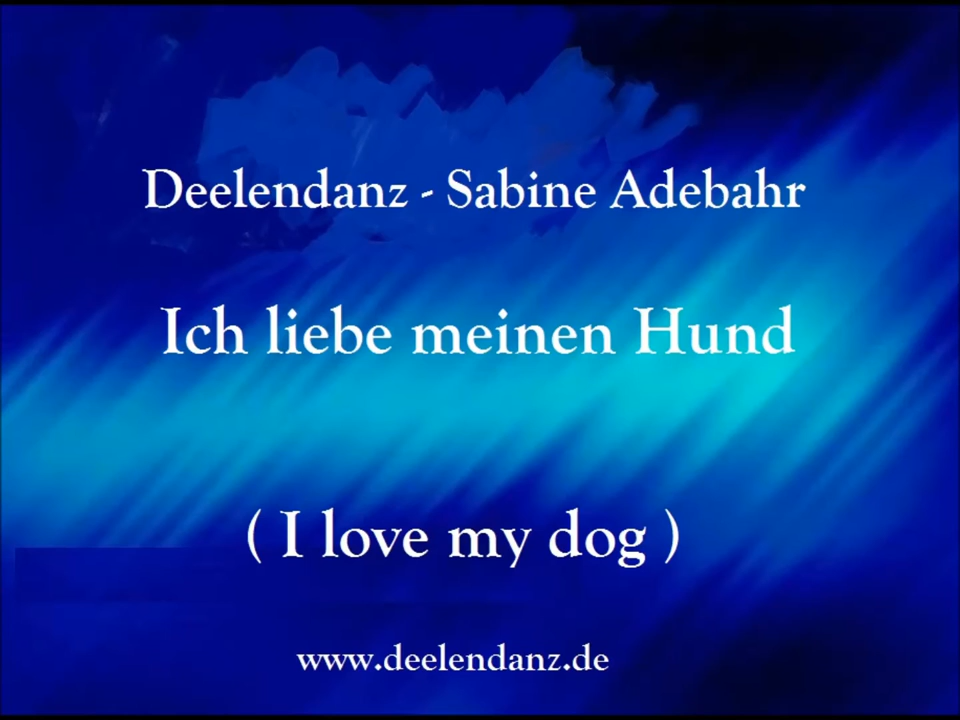 Deelendanz - Sabine Adebahr
Ich liebe meinen Hund
( I love my dog )
www.deelendanz.de